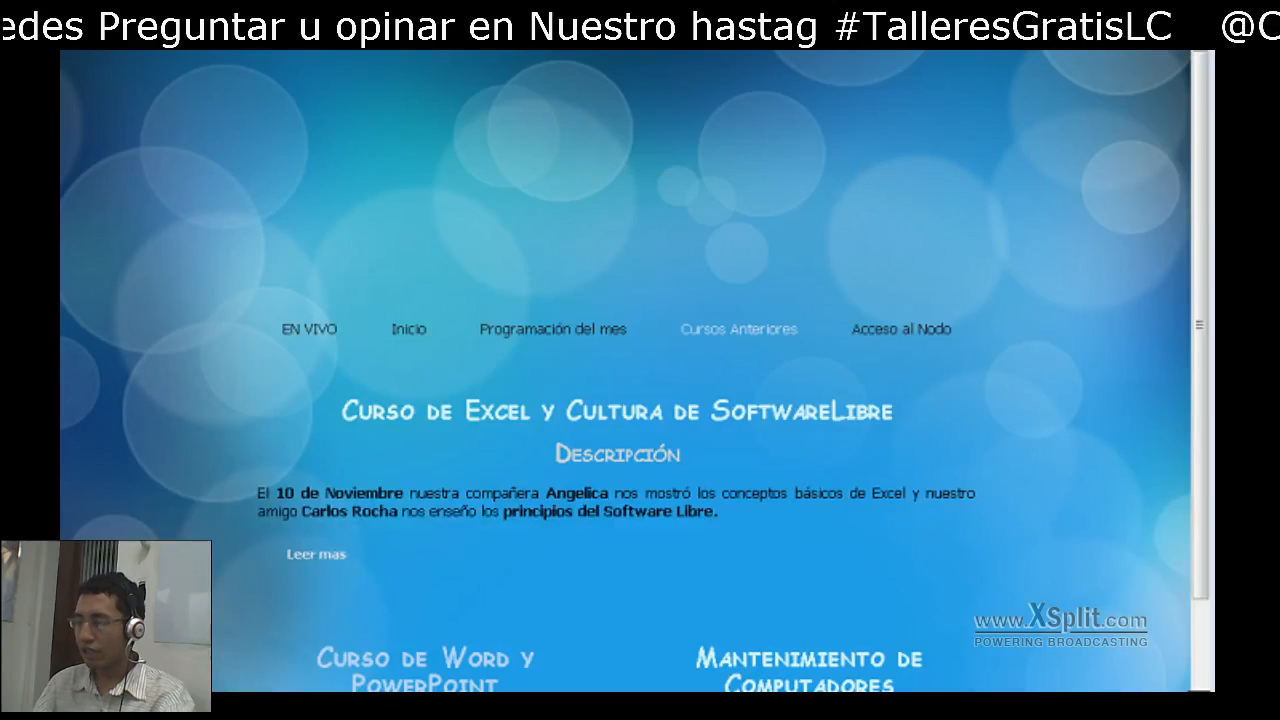 edes Preguntar u opinar en Nuestro hastag #TalleresGratisLC @C
EN VIVO Inicio Programación del mes Cursos Anteriores Acceso al Nodo
Curso de Excel y Cultura de SoftwareLibre
Descripción
El 10 de Noviembre nuestra compañera Angelica nos mostró los conceptos básicos de Excel y nuestro
amigo Carlos Rocha nos enseño los principios del Software Libre.
Leer mas
www.XSplit.com
POWERING BROADCASTING
Curso de Word y
PowerPoint
Mantenimiento de
Computadores